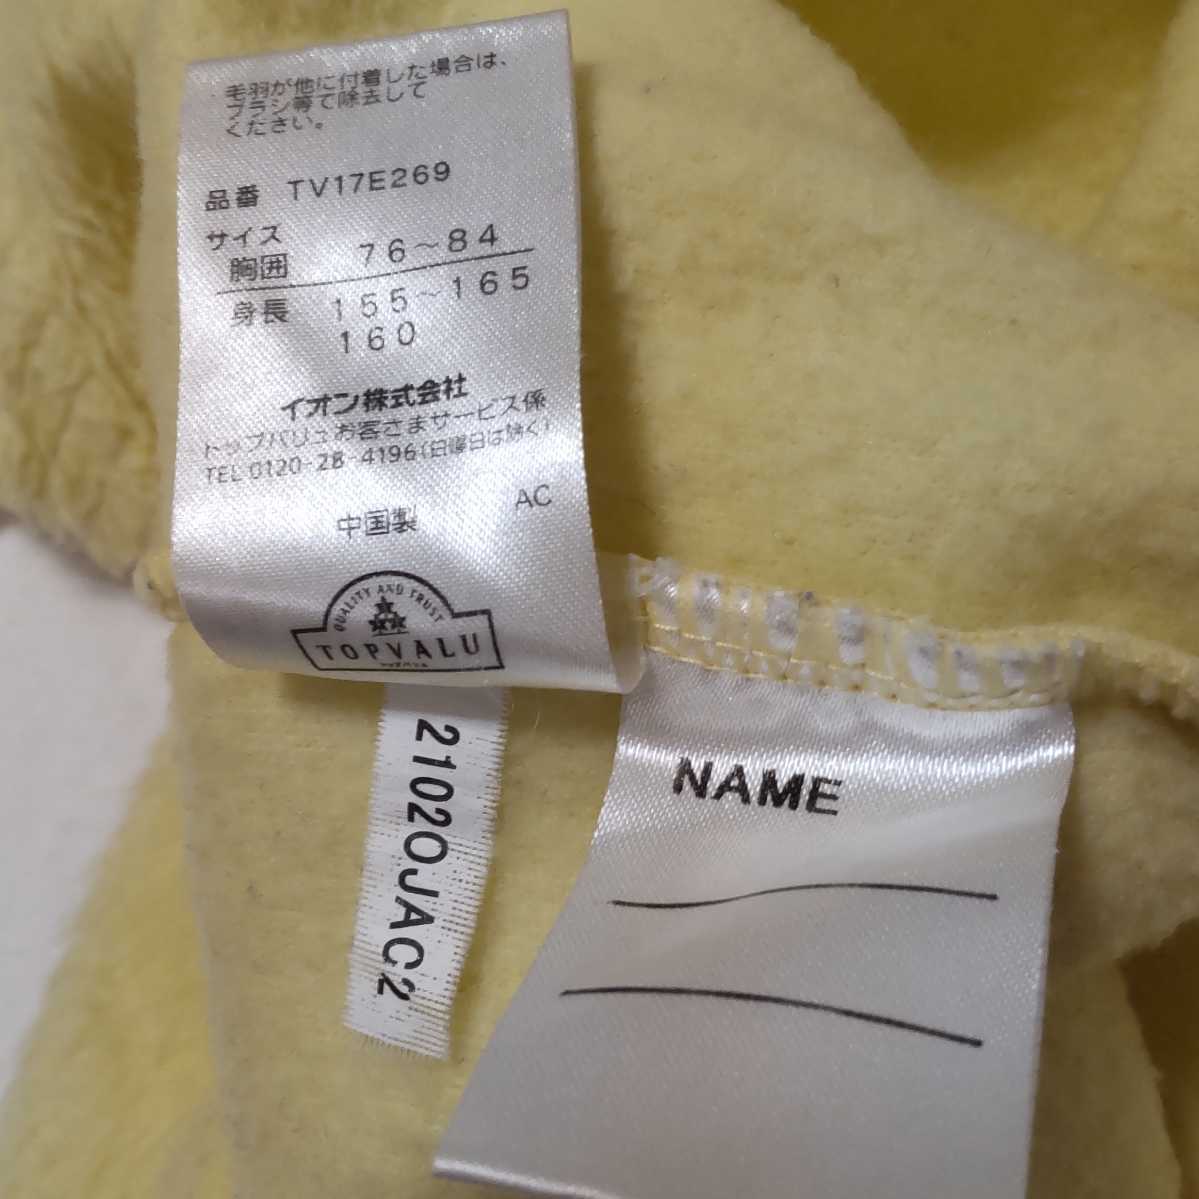 毛羽が他に付着した場合は、
ブラシ等で除去して
ください。
品番 TV17E269
サイズ
胸囲 76～84
身長 155～165
160
イオン株式会社
トップバリュお客さまサービス係
TEL 0120-28-4196(日曜日は除く)
中国製 AC
QUALITY AND TRUST
TOPVALU
21020JAC2
NAME